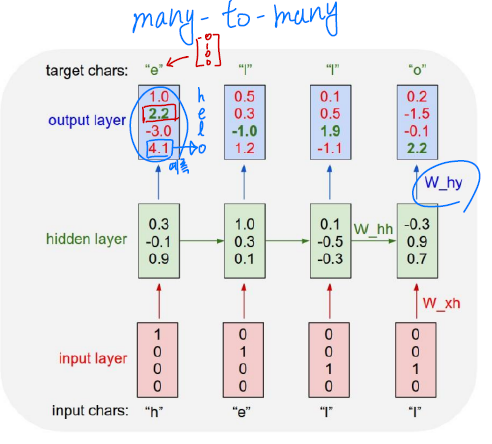 many-to-many
target chars: "e" "l" "l" "o"
0
1
0
0
output layer
1.0 h 0.5 0.1 0.2
2.2 e 0.3 0.5 -1.5
-3.0 l -1.0 1.9 -0.1
4.1 o 1.2 -1.1 2.2
예측
W_hy
hidden layer
0.3 1.0 0.1 -0.3
-0.1 0.3 -0.5 0.9
0.9 0.1 -0.3 0.7
W_hh
W_xh
input layer
1 0 0 0
0 1 0 0
0 0 1 1
0 0 0 0
input chars: "h" "e" "l" "l"